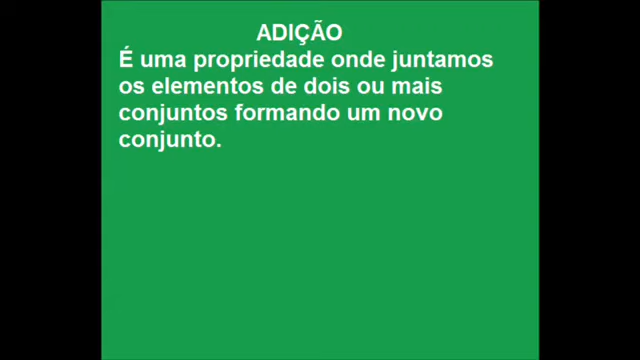 ADIÇÃO
É uma propriedade onde juntamos
os elementos de dois ou mais
conjuntos formando um novo
conjunto.